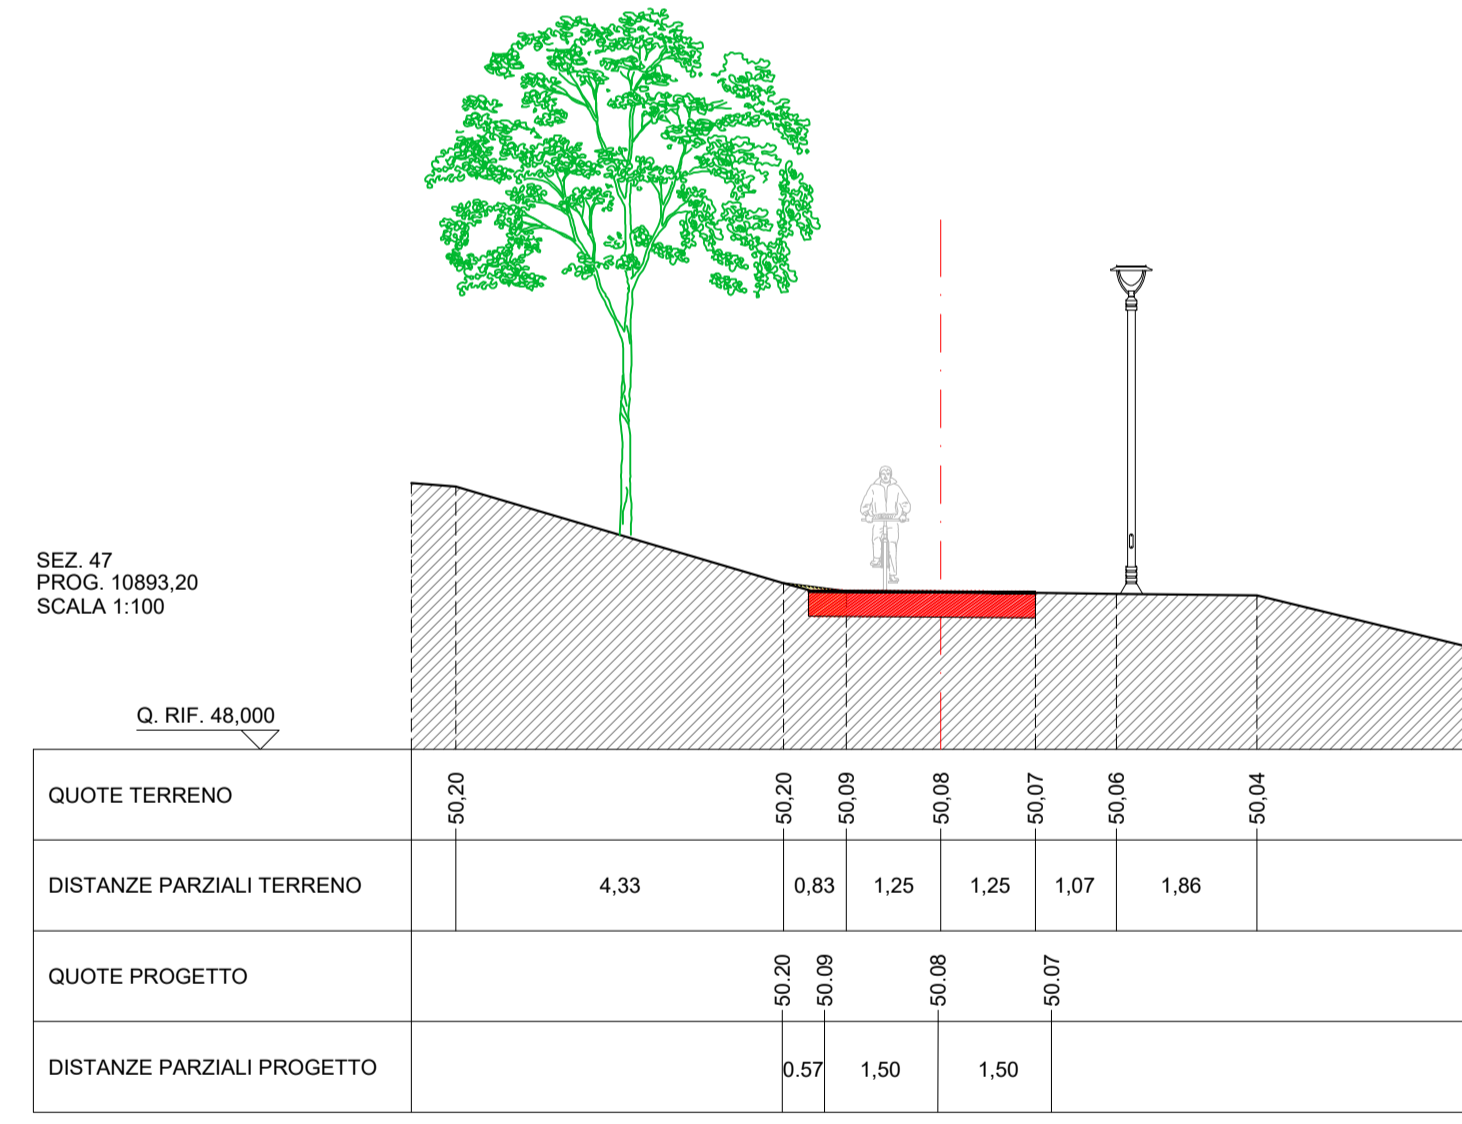 SEZ. 47
PROG. 10893,20
SCALA 1:100
Q. RIF. 48,000
QUOTE TERRENO 50,20 50,20 50,09 50,08 50,07 50,06 50,04
DISTANZE PARZIALI TERRENO 4,33 0,83 1,25 1,25 1,07 1,86
QUOTE PROGETTO 50.20 50.09 50.08 50.07
DISTANZE PARZIALI PROGETTO 0.57 1,50 1,50